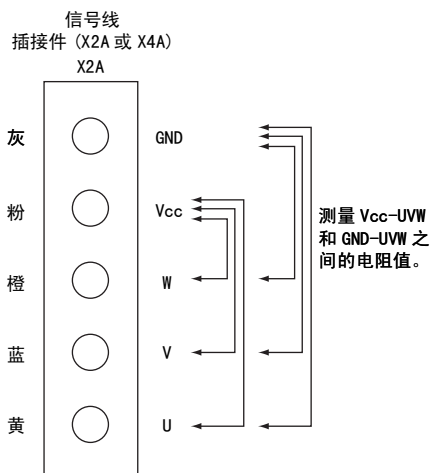 信号线
插接件 (X2A 或 X4A)
X2A
灰 GND
粉 Vcc
测量 Vcc-UVW
和 GND-UVW 之
间的电阻值。
橙 W
蓝 V
黄 U